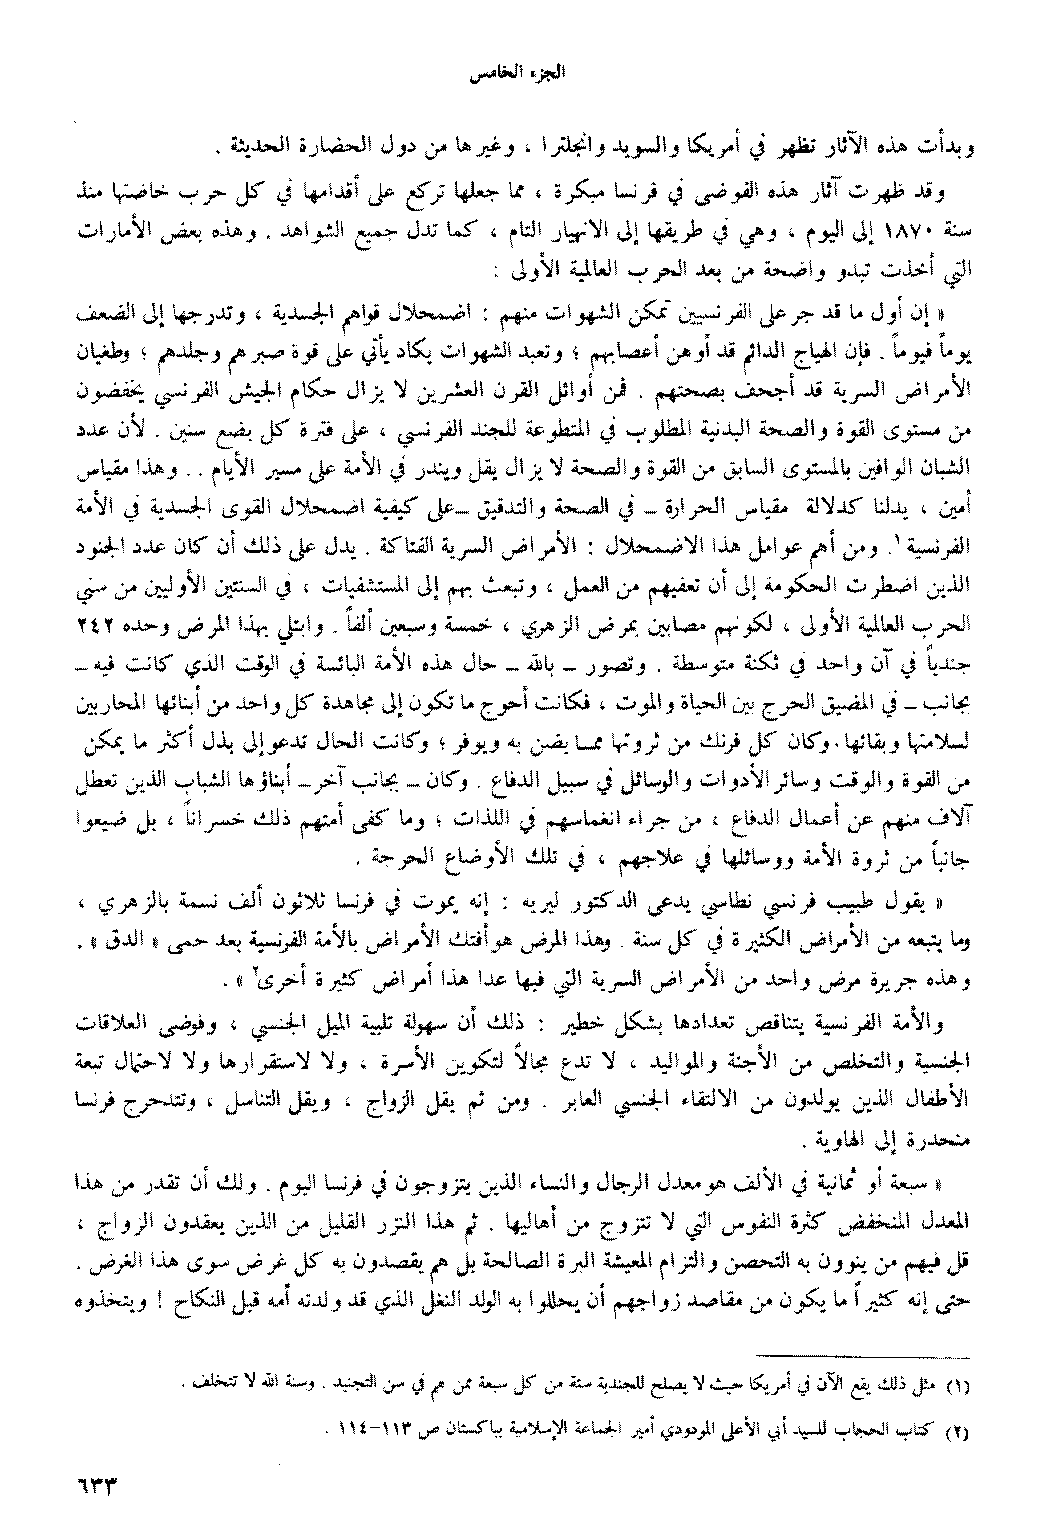 الجزء الخامس
وبدأت هذه الآثار تظهر في أمريكا والسويد وانجلترا ، وغيرها من دول الحضارة الحديثة .
وقد ظهرت آثار هذه الفوضى في فرنسا مبكرة ، مما جعلها تركع على أقدامها في كل حرب خاضتها منذ
سنة ١٨٧٠ إلى اليوم ، وهي في طريقها إلى الانهيار التام ، كما تدل جميع الشواهد . وهذه بعض الأمارات
التي أخذت تبدو واضحة من بعد الحرب العالمية الأولى :
« إن أول ما قد جر على الفرنسيين تمكن الشهوات منهم : اضمحلال قواهم الجسدية ، وتدرجها إلى الضعف
يوماً فيوماً . فإن الهياج الدائم قد أوهن أعصابهم ؛ وتعبد الشهوات يكاد يأتي على قوة صبرهم وجلدهم ؛ وطغيان
الأمراض السرية قد أجحف بصحتهم . فمن أوائل القرن العشرين لا يزال حكام الجيش الفرنسي يخفضون
من مستوى القوة والصحة البدنية المطلوب في المتطوعة للجند الفرنسي ، على فترة كل بضع سنين . لأن عدد
الشبان الوافين بالمستوى السابق من القوة والصحة لا يزال يقل ويندر في الأمة على مسير الأيام .. وهذا مقياس
أمين ، يدلنا كدلالة مقياس الحرارة – في الصحة والتدقيق –على كيفية اضمحلال القوى الجسدية في الأمة
الفرنسية ١. ومن أهم عوامل هذا الاضمحلال : الأمراض السرية الفتاكة . يدل على ذلك أن كان عدد الجنود
الذين اضطرت الحكومة إلى أن تعفيهم من العمل ، وتبعث بهم إلى المستشفيات ، في السنتين الأوليين من سني
الحرب العالمية الأولى ، لكونهم مصابين بمرض الزهري ، خمسة وسبعين ألفاً . وابتلي بهذا المرض وحده ٢٤٢
جندياً في آن واحد في ثكنة متوسطة . وتصور – بالله – حال هذه الأمة البائسة في الوقت الذي كانت فيه–
بجانب – في المضيق الحرج بين الحياة والموت ، فكانت أحوج ما تكون إلى مجاهدة كل واحد من أبنائها المحاربين
لسلامتها وبقائها. وكان كل فرنك من ثروتها مما يضن به ويوفر ؛ وكانت الحال تدعو إلى بذل أكثر ما يمكن
من القوة والوقت وسائر الأدوات والوسائل في سبيل الدفاع . وكان – بجانب آخر – أبناؤها الشباب الذين تعطل
آلاف منهم عن أعمال الدفاع ، من جراء انغماسهم في اللذات ؛ وما كفى أمتهم ذلك خسراناً ، بل ضيعوا
جانباً من ثروة الأمة ووسائلها في علاجهم ، في تلك الأوضاع الحرجة .
« يقول طبيب فرنسي نطاسي يدعى الدكتور ليريه : إنه يموت في فرنسا ثلاثون ألف نسمة بالزهري ،
وما يتبعه من الأمراض الكثيرة في كل سنة . وهذا المرض هو أفتك الأمراض بالأمة الفرنسية بعد حمى « الدق » .
وهذه جريرة مرض واحد من الأمراض السرية التي فيها عدا هذا أمراض كثيرة أخرى٢ » .
والأمة الفرنسية يتناقص تعدادها بشكل خطير : ذلك أن سهولة تلبية الميل الجنسي ، وفوضى العلاقات
الجنسية والتخلص من الأجنة والمواليد ، لا تدع مجالاً لتكوين الأسرة ، ولا لاستقرارها ولا لاحتمال تبعة
الأطفال الذين يولدون من الالتقاء الجنسي العابر . ومن ثم يقل الزواج ، ويقل التناسل ، وتتدحرج فرنسا
منحدرة إلى الهاوية .
« سبعة أو ثمانية في الألف هو معدل الرجال والنساء الذين يتزوجون في فرنسا اليوم . ولك أن تقدر من هذا
المعدل المنخفض كثرة النفوس التي لا تتزوج من أهاليها . ثم هذا النزر القليل من الذين يعقدون الزواج ،
قل فيهم من ينوون به التحصن والتزام المعيشة البرة الصالحة بل هم يقصدون به كل غرض سوى هذا الغرض .
حتى إنه كثيراً ما يكون من مقاصد زواجهم أن يحللوا به الولد النغل الذي قد ولدته أمه قبل النكاح ! ويتخذوه
(١) مثل ذلك يقع الآن في أمريكا حيث لا يصلح للجندية ستة من كل سبعة ممن هم في سن التجنيد . وسنة الله لا تتخلف .
(٢) كتاب الحجاب للسيد أبي الأعلى المودودي أمير الجماعة الإسلامية بباكستان ص ١١٣–١١٤ .
٦٣٣